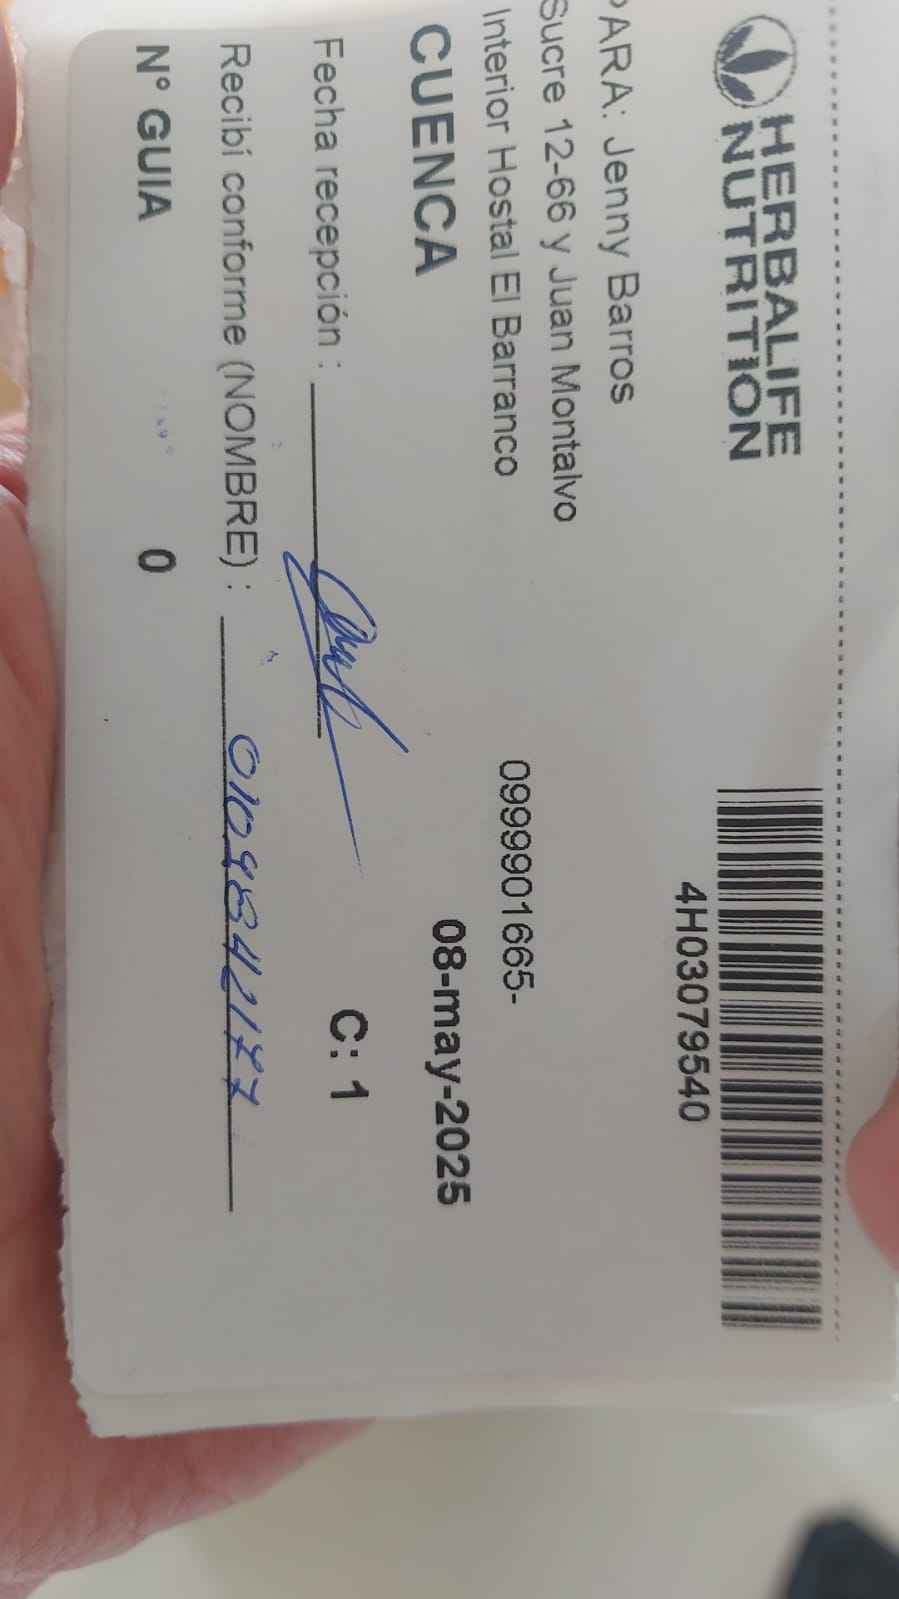 HERBALIFE
NUTRITION
4H03079540
PARA: Jenny Barros
Sucre 12-66 y Juan Montalvo
Interior Hostal El Barranco
0999901665-
CUENCA
08-may-2025
Fecha recepción :
C: 1
Recibí conforme (NOMBRE) :
N° GUIA 0